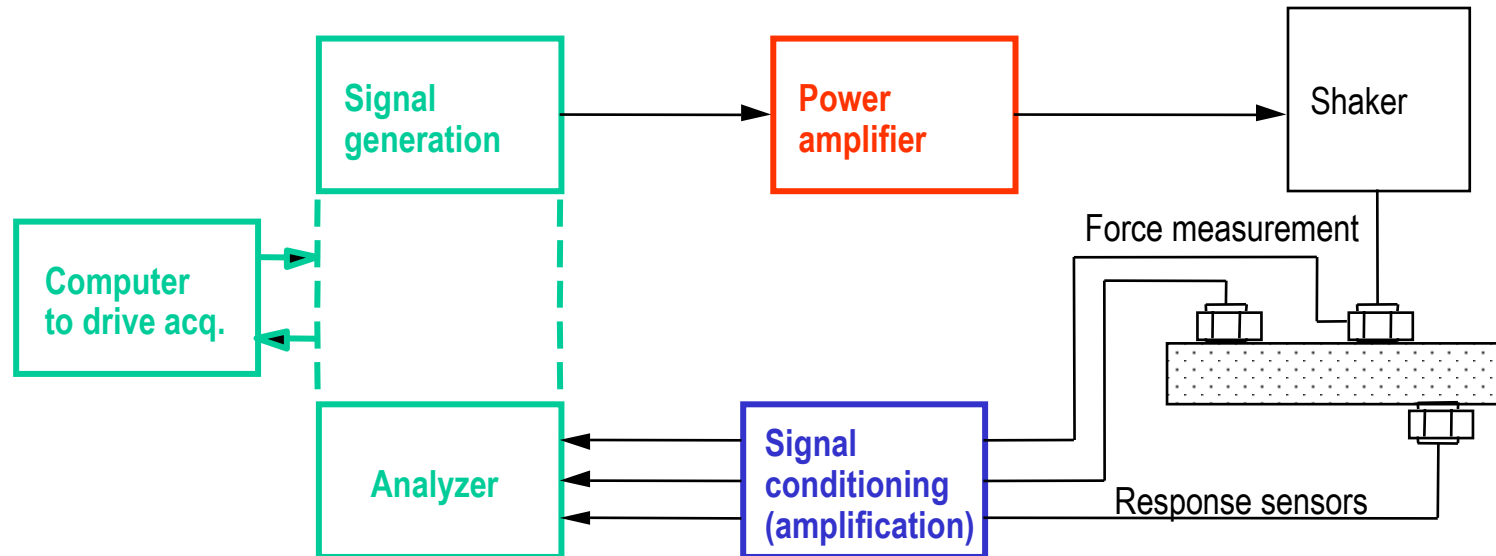 Signal
generation
Power
amplifier
Shaker
Force measurement
Computer
to drive acq.
Analyzer
Signal
conditioning
(amplification)
Response sensors